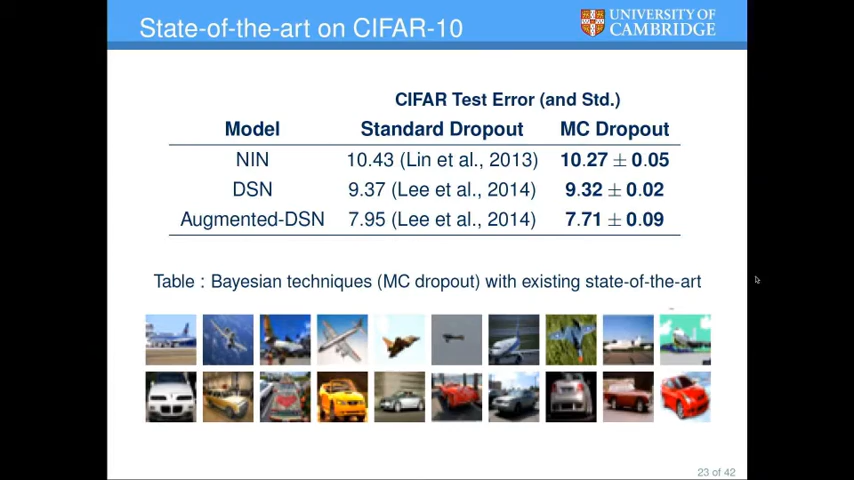 State-of-the-art on CIFAR-10
UNIVERSITY OF
CAMBRIDGE
CIFAR Test Error (and Std.)
Model Standard Dropout MC Dropout
NIN 10.43 (Lin et al., 2013) 10.27 ± 0.05
DSN 9.37 (Lee et al., 2014) 9.32 ± 0.02
Augmented-DSN 7.95 (Lee et al., 2014) 7.71 ± 0.09
Table : Bayesian techniques (MC dropout) with existing state-of-the-art
23 of 42